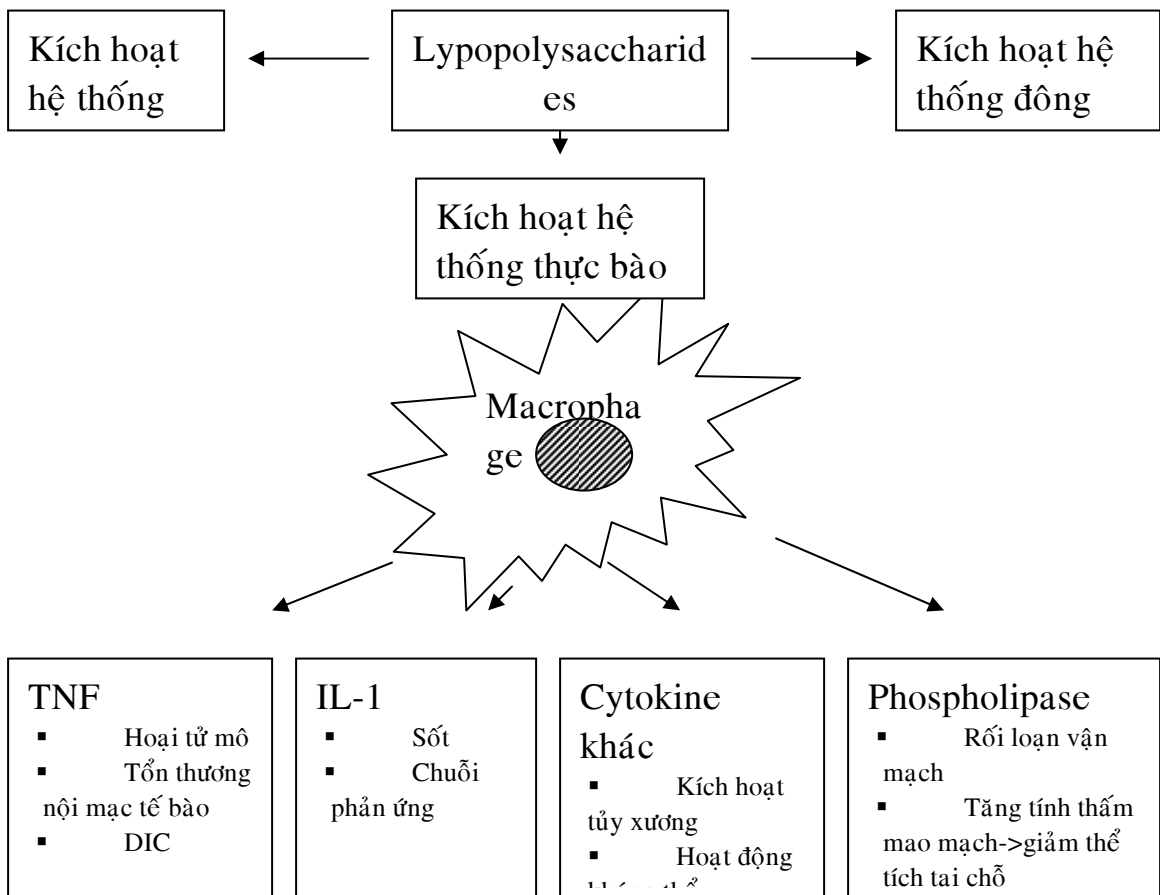 Kích hoạt
hệ thống
Lypopolysaccharid
es
Kích hoạt hệ
thống đông
Kích hoạt hệ
thống thực bào
Macropha
ge
TNF
▪ Hoại tử mô
▪ Tổn thương
nội mạc tế bào
▪ DIC
IL-1
▪ Sốt
▪ Chuỗi
phản ứng
Cytokine
khác
▪ Kích hoạt
tủy xương
▪ Hoạt động
Phospholipase
▪ Rối loạn vận
mạch
▪ Tăng tính thấm
mao mạch->giảm thể
tích tai chỗ